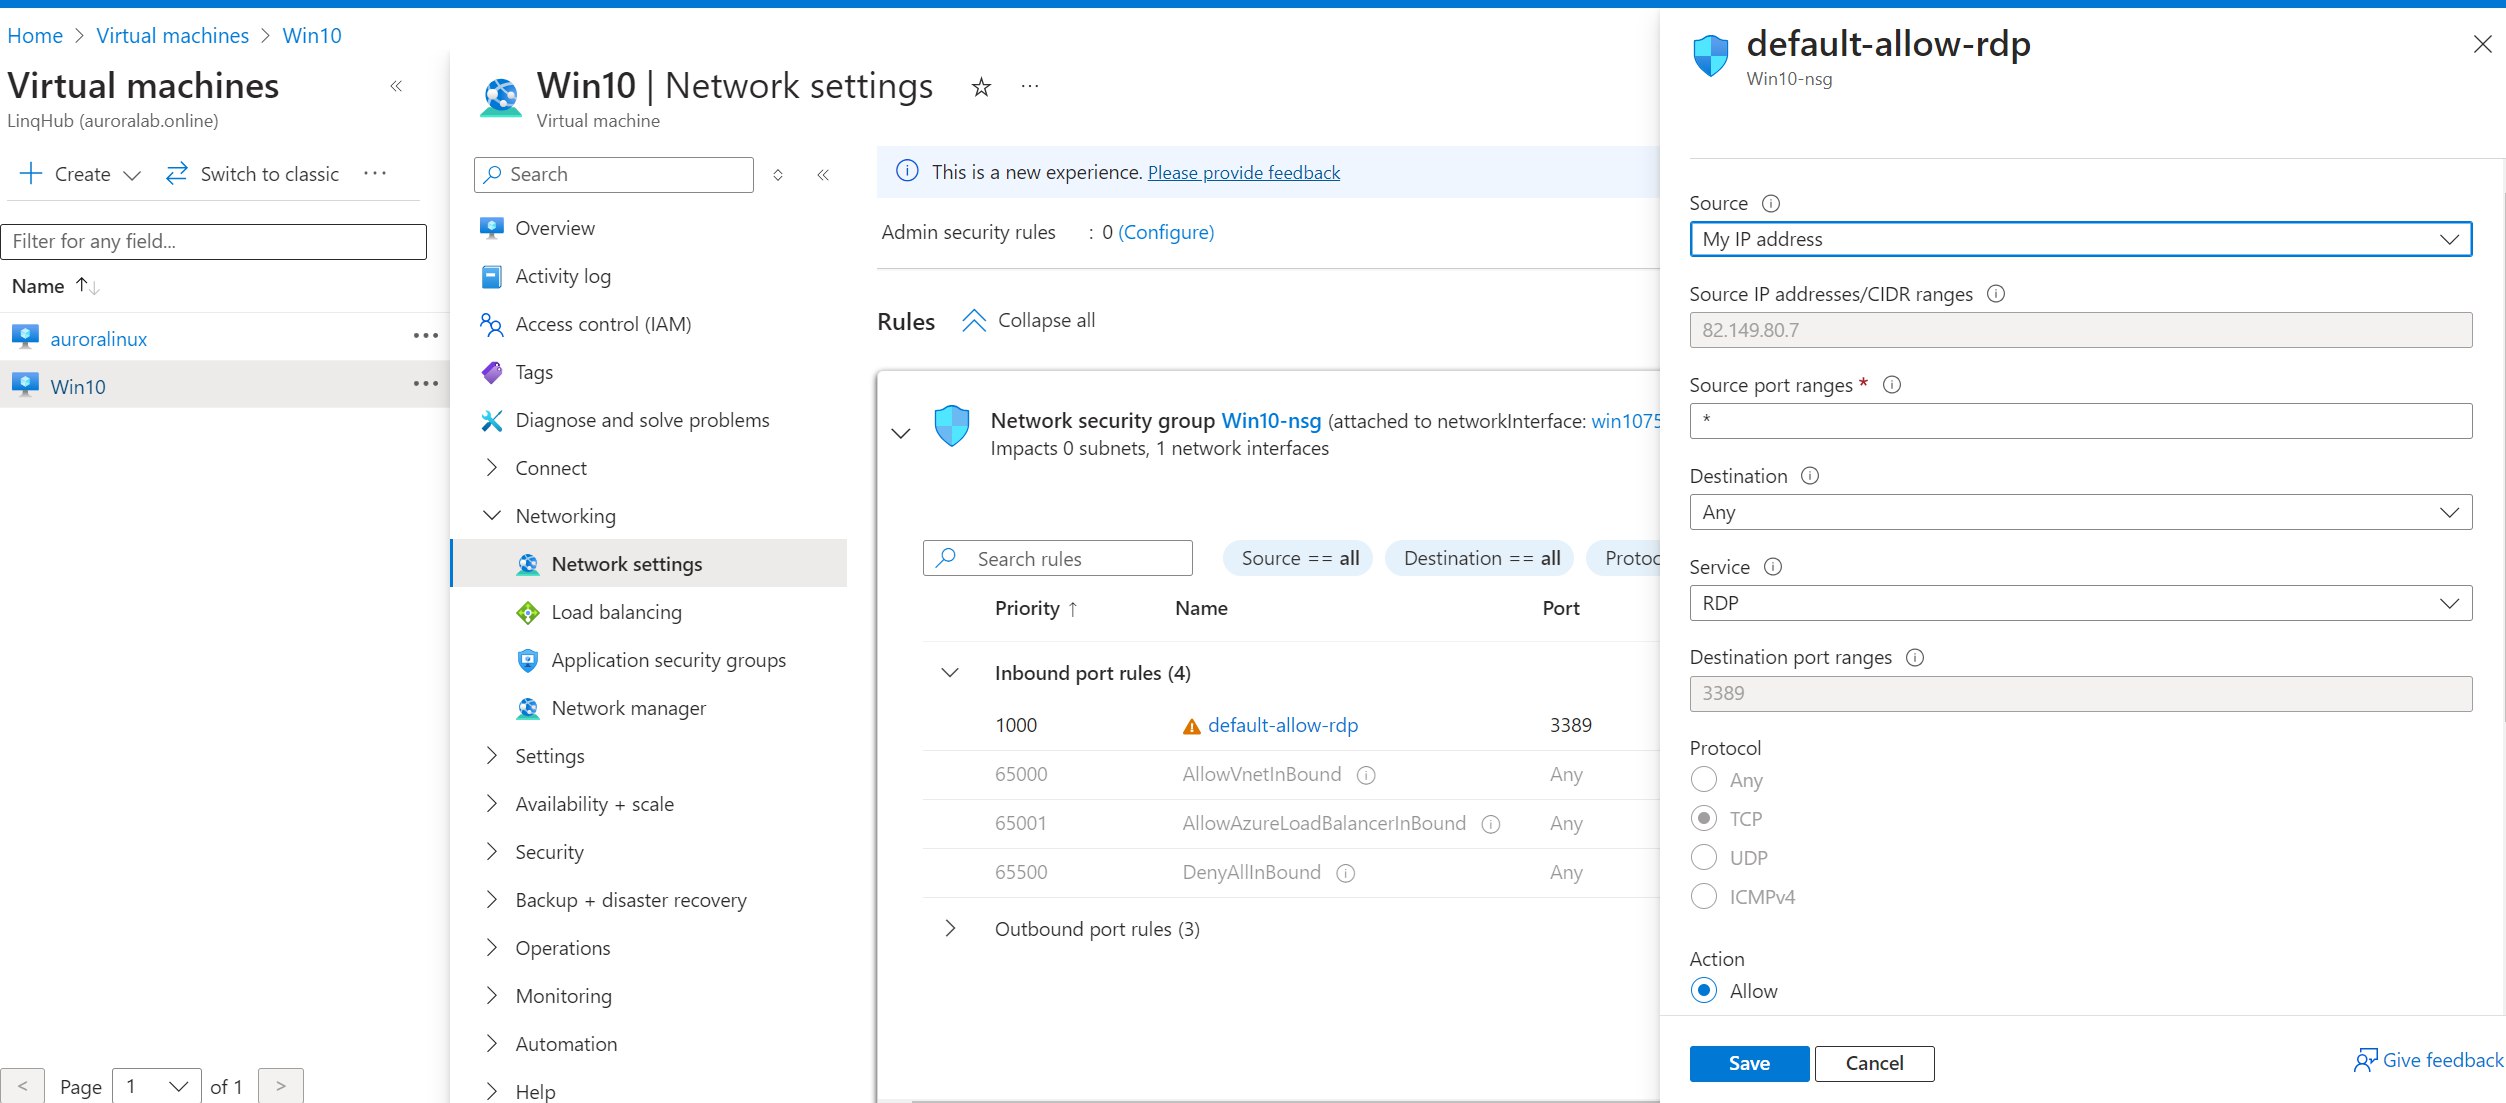 Home > Virtual machines > Win10
Virtual machines
LinqHub (auroralab.online)
Create
Switch to classic
Filter for any field...
Name
auroralinux
Win10
< Page 1 of 1 >
Win10 | Network settings
Virtual machine
Search
Overview
Activity log
Access control (IAM)
Tags
Diagnose and solve problems
Connect
Networking
Network settings
Load balancing
Application security groups
Network manager
Settings
Availability + scale
Security
Backup + disaster recovery
Operations
Monitoring
Automation
Help
This is a new experience. Please provide feedback
Admin security rules : 0 (Configure)
Rules Collapse all
Network security group Win10-nsg (attached to networkInterface: win1075
Impacts 0 subnets, 1 network interfaces
Search rules Source == all Destination == all Protoc
Priority ↑ Name Port
Inbound port rules (4)
1000 default-allow-rdp 3389
65000 AllowVnetInBound Any
65001 AllowAzureLoadBalancerInBound Any
65500 DenyAllInBound Any
Outbound port rules (3)
default-allow-rdp
Win10-nsg
Source
My IP address
Source IP addresses/CIDR ranges
82.149.80.7
Source port ranges *
*
Destination
Any
Service
RDP
Destination port ranges
3389
Protocol
Any
TCP
UDP
ICMPv4
Action
Allow
Save Cancel
Give feedback